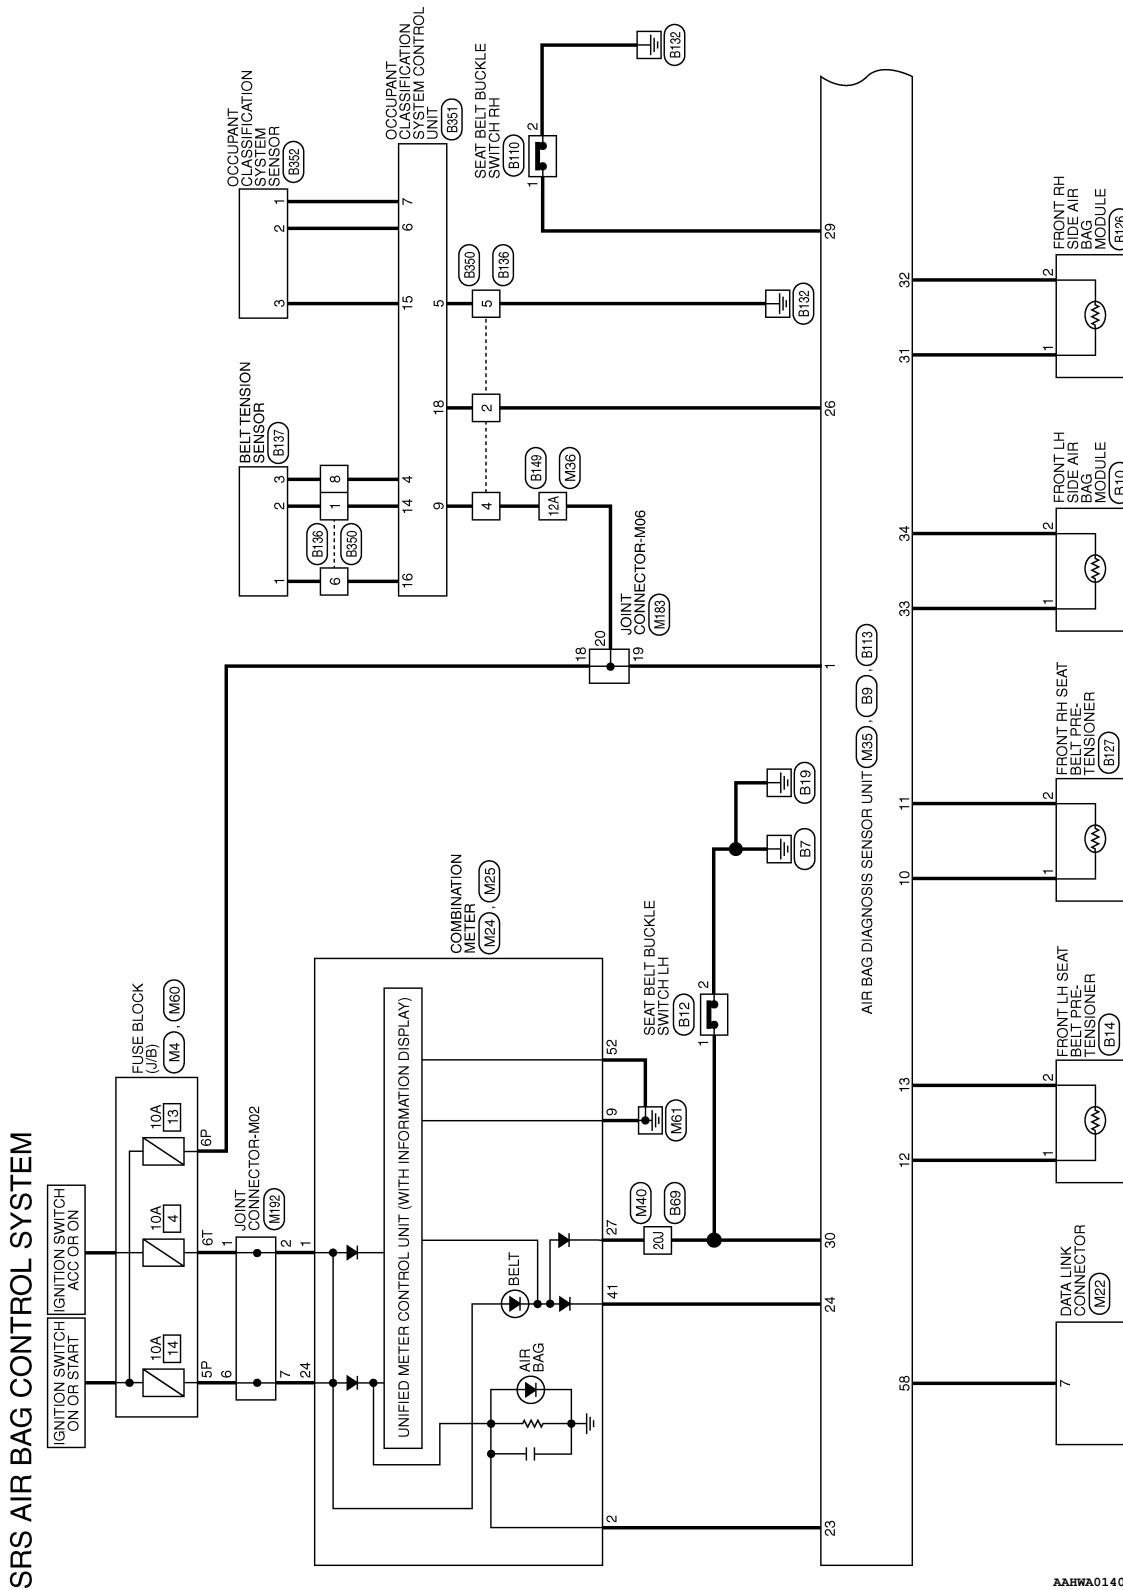 SRS AIR BAG CONTROL SYSTEM
IGNITION SWITCH
ON OR START
IGNITION SWITCH
ACC OR ON
FUSE BLOCK
(J/B)
M4 , M60
10A
14
10A
4
10A
13
5P
6T
6P
JOINT
CONNECTOR-M02
M192
6
1
7
2
24
1
COMBINATION
METER
M24 , M25
UNIFIED METER CONTROL UNIT (WITH INFORMATION DISPLAY)
AIR
BAG
BELT
2
41
27
9
52
M61
M40
B69
20J
SEAT BELT BUCKLE
SWITCH LH
B12
1
2
B7
B19
BELT TENSION
SENSOR
B137
1
2
3
6
1
8
B136
B350
16
14
4
OCCUPANT
CLASSIFICATION
SYSTEM
SENSOR
B352
3
2
1
15
6
7
OCCUPANT
CLASSIFICATION
SYSTEM CONTROL
UNIT
B351
9
18
5
4
2
5
B350
B136
12A
B149
M36
JOINT
CONNECTOR-M06
M183
18
20
19
B132
SEAT BELT BUCKLE
SWITCH RH
B110
1
2
B132
23
24
30
1
26
29
AIR BAG DIAGNOSIS SENSOR UNIT M35 , B9 , B113
58
12
13
10
11
33
34
31
32
DATA LINK
CONNECTOR
M22
7
FRONT LH SEAT
BELT PRE-
TENSIONER
B14
1
2
FRONT RH SEAT
BELT PRE-
TENSIONER
B127
1
2
FRONT LH
SIDE AIR
BAG
MODULE
1
2
FRONT RH
SIDE AIR
BAG
MODULE
B126
1
2